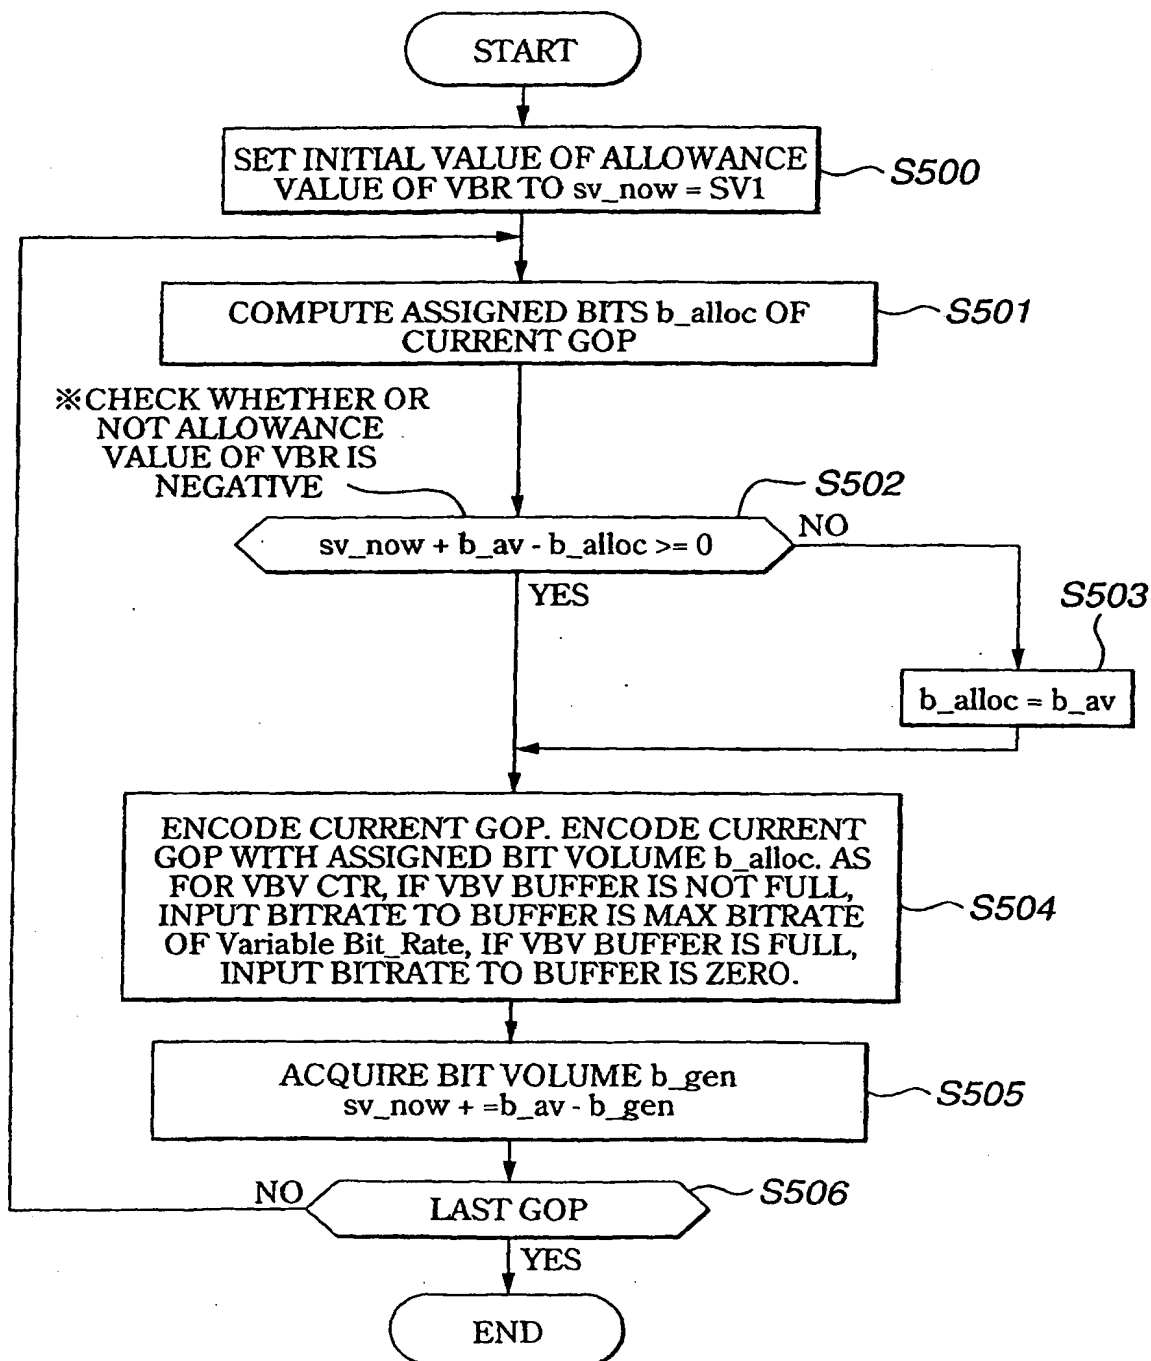 START
SET INITIAL VALUE OF ALLOWANCE
VALUE OF VBR TO sv_now = SV1
S500
COMPUTE ASSIGNED BITS b_alloc OF
CURRENT GOP
S501
※CHECK WHETHER OR
NOT ALLOWANCE
VALUE OF VBR IS
NEGATIVE
S502
sv_now + b_av - b_alloc >= 0
NO
YES
S503
b_alloc = b_av
ENCODE CURRENT GOP. ENCODE CURRENT
GOP WITH ASSIGNED BIT VOLUME b_alloc. AS
FOR VBV CTR, IF VBV BUFFER IS NOT FULL,
INPUT BITRATE TO BUFFER IS MAX BITRATE
OF Variable Bit_Rate, IF VBV BUFFER IS FULL,
INPUT BITRATE TO BUFFER IS ZERO.
S504
ACQUIRE BIT VOLUME b_gen
sv_now + =b_av - b_gen
S505
NO
LAST GOP
S506
YES
END